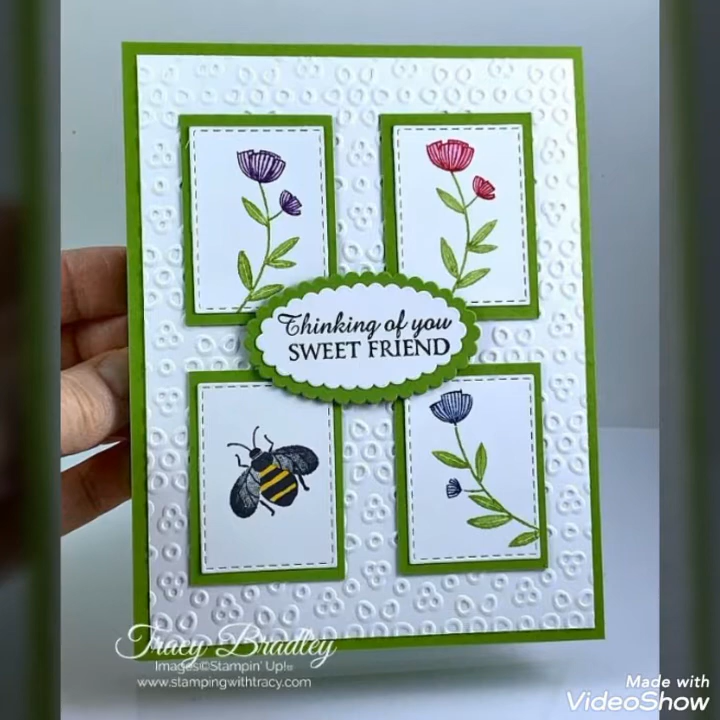 Thinking of you
SWEET FRIEND
Tracy Bradley
Images©Stampin' Up!®
www.stampingwithtracy.com
Made with
VideoShow